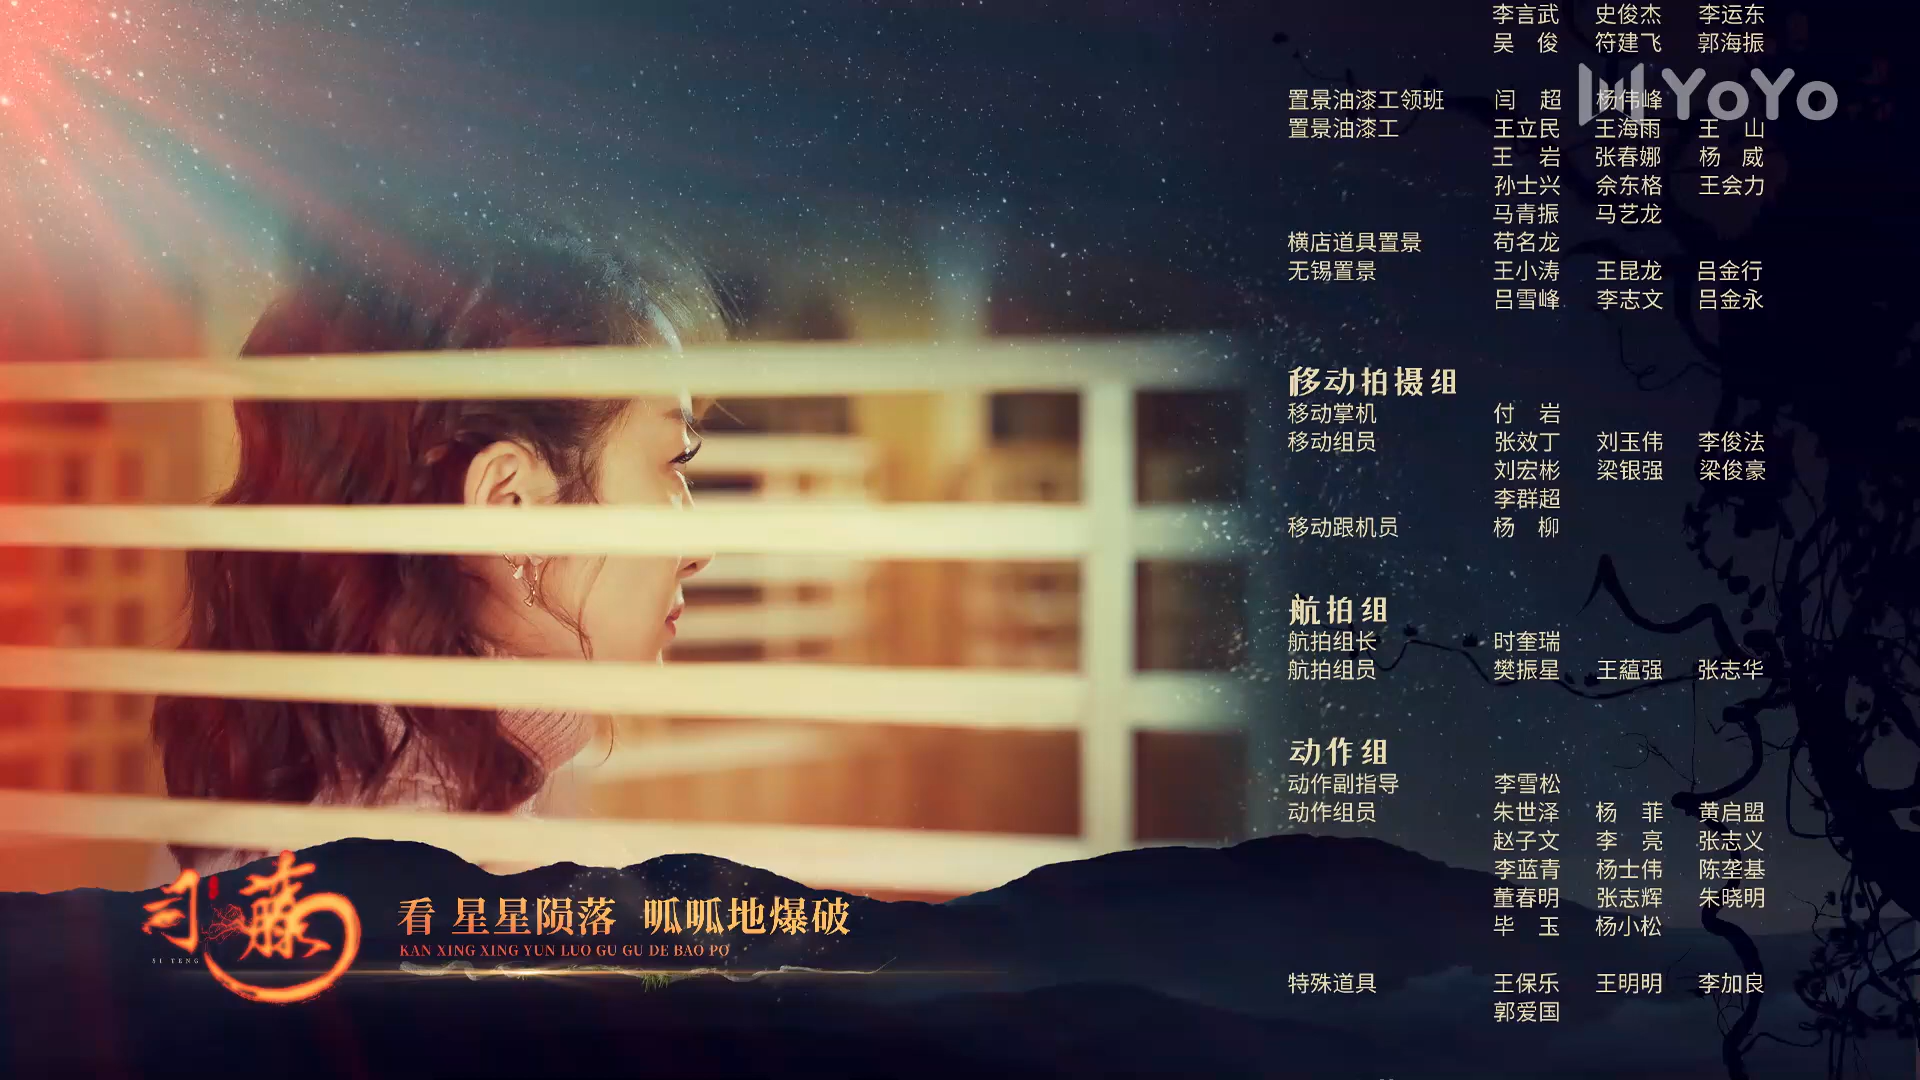 李言武 史俊杰 李运东
吴 俊 符建飞 郭海振
YoYo
置景油漆工领班 闫 超 杨伟峰
置景油漆工 王立民 王海雨 王 山
王 岩 张春娜 杨 威
孙士兴 佘东格 王会力
马青振 马艺龙
横店道具置景 荀名龙
无锡置景 王小涛 王昆龙 吕金行
吕雪峰 李志文 吕金永
移动拍摄组
移动掌机 付 岩
移动组员 张效丁 刘玉伟 李俊法
刘宏彬 梁银强 梁俊豪
李群超
移动跟机员 杨 柳
航拍组
航拍组长 时奎瑞
航拍组员 樊振星 王蕴强 张志华
动作组
动作副指导 李雪松
动作组员 朱世泽 杨 菲 黄启盟
赵子文 李 亮 张志义
李蓝青 杨士伟 陈垄基
董春明 张志辉 朱晓明
毕 玉 杨小松
特殊道具 王保乐 王明明 李加良
郭爱国
司藤
SI TENG
看 星星陨落 呱呱地爆破
KAN XING XING YUN LUO GU GU DE BAO PO